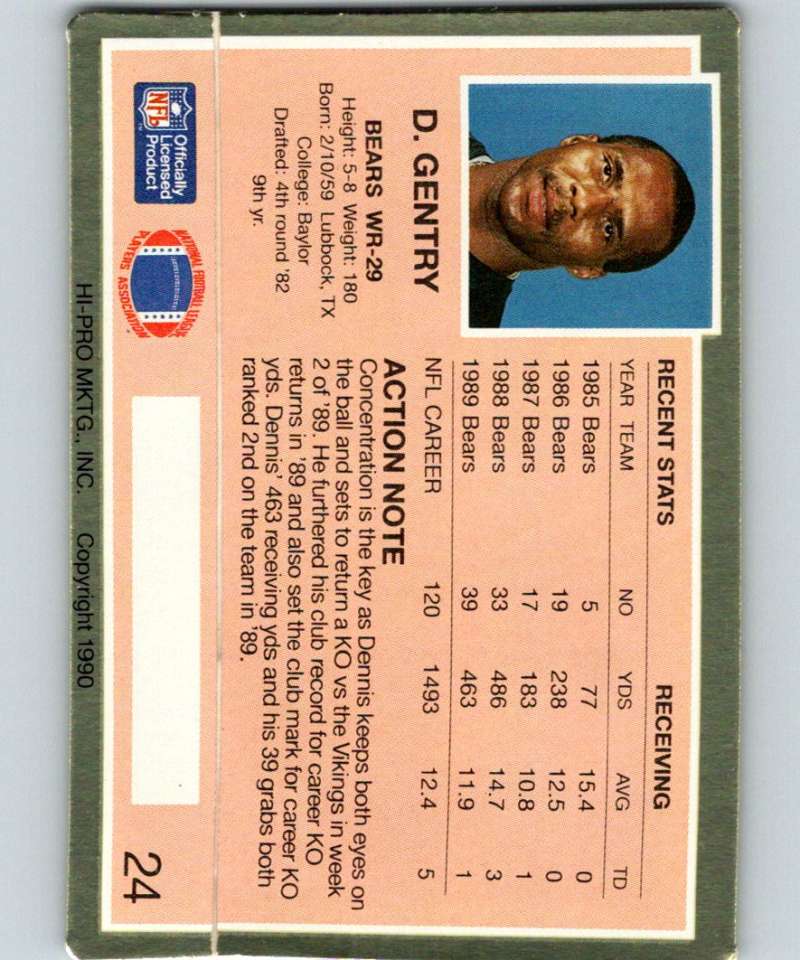 D. GENTRY
BEARS WR-29
Height: 5-8 Weight: 180
Born: 2/10/59 Lubbock, TX
College: Baylor
Drafted: 4th round '82
9th yr.
NFL
Officially
Licensed
Product
NATIONAL FOOTBALL LEAGUE
PLAYERS ASSOCIATION
RECENT STATS RECEIVING
YEAR TEAM NO YDS AVG TD
1985 Bears 5 77 15.4 0
1986 Bears 19 238 12.5 0
1987 Bears 17 183 10.8 1
1988 Bears 33 486 14.7 3
1989 Bears 39 463 11.9 1
NFL CAREER 120 1493 12.4 5
ACTION NOTE
Concentration is the key as Dennis keeps both eyes on
the ball and sets to return a KO vs the Vikings in week
2 of '89. He furthered his club record for career KO
returns in '89 and also set the club mark for career KO
yds. Dennis' 463 receiving yds and his 39 grabs both
ranked 2nd on the team in '89.
24
HI-PRO MKTG., INC. Copyright 1990